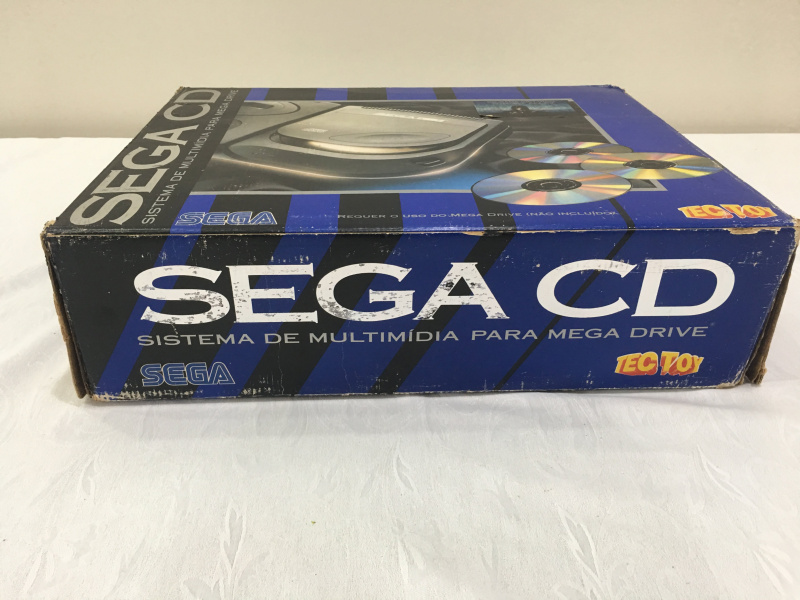 SEGA CD
SISTEMA DE MULTIMÍDIA PARA MEGA DRIVE
SEGA
REQUER O USO DO MEGA DRIVE (NÃO INCLUÍDO)
TEC TOY
SEGA CD
SISTEMA DE MULTIMÍDIA PARA MEGA DRIVE
SEGA
TEC TOY